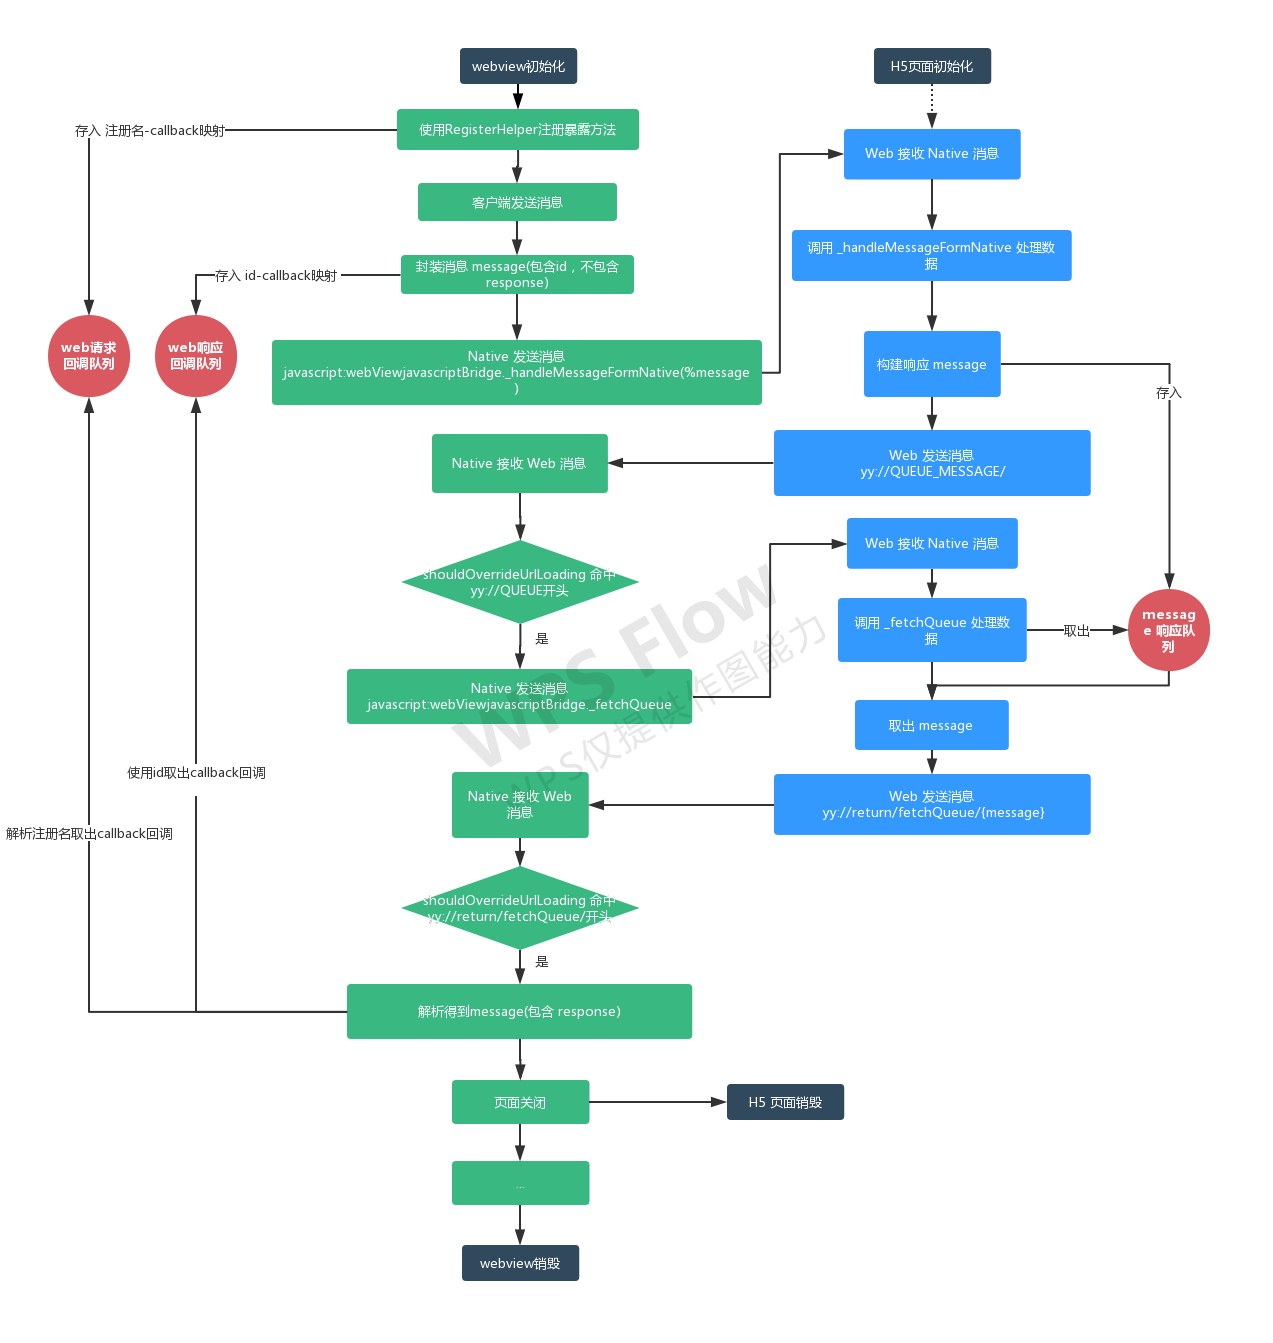 webview初始化
H5页面初始化
存入 注册名-callback映射
使用RegisterHelper注册暴露方法
Web 接收 Native 消息
客户端发送消息
调用 _handleMessageFormNative 处理数
据
存入 id-callback映射
封装消息 message(包含id，不包含
response)
web请求
回调队列
web响应
回调队列
Native 发送消息
javascript:webViewjavascriptBridge._handleMessageFormNative(%message
)
构建响应 message
存入
Native 接收 Web 消息
Web 发送消息
yy://QUEUE_MESSAGE/
Web 接收 Native 消息
shouldOverrideUrlLoading 命中
yy://QUEUE开头
调用 _fetchQueue 处理数
据
取出
messag
e 响应队
列
是
Native 发送消息
javascript:webViewjavascriptBridge._fetchQueue
取出 message
WPS Flow
WPS仅提供作图能力
使用id取出callback回调
Native 接收 Web
消息
Web 发送消息
yy://return/fetchQueue/{message}
解析注册名取出callback回调
shouldOverrideUrlLoading 命中
yy://return/fetchQueue/开头
是
解析得到message(包含 response)
页面关闭
H5 页面销毁
...
webview销毁